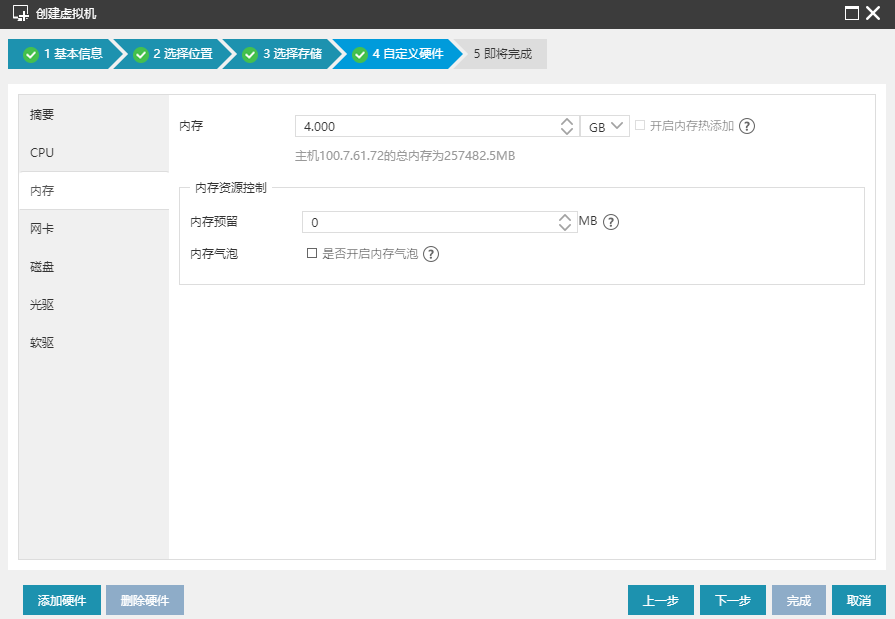 创建虚拟机
1 基本信息
2 选择位置
3 选择存储
4 自定义硬件
5 即将完成
摘要
CPU
内存
网卡
磁盘
光驱
软驱
内存
4.000
GB
开启内存热添加
?
主机100.7.61.72的总内存为257482.5MB
内存资源控制
内存预留
0
MB
?
内存气泡
是否开启内存气泡
?
添加硬件
删除硬件
上一步
下一步
完成
取消